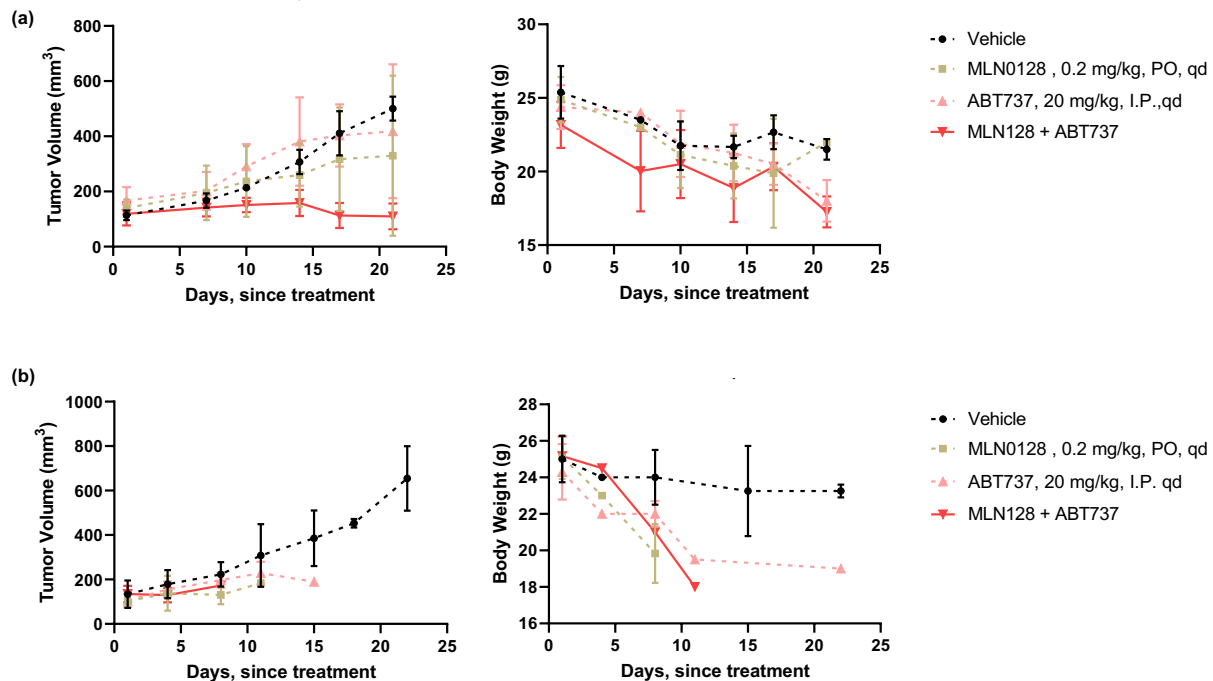 (a)
Tumor Volume (mm³)
800
600
400
200
0
0 5 10 15 20 25
Days, since treatment
Body Weight (g)
30
25
20
15
0 5 10 15 20 25
Days, since treatment
Vehicle
MLN0128 , 0.2 mg/kg, PO, qd
ABT737, 20 mg/kg, I.P.,qd
MLN128 + ABT737
(b)
Tumor Volume (mm³)
1000
800
600
400
200
0
0 5 10 15 20 25
Days, since treatment
Body Weight (g)
28
26
24
22
20
18
16
0 5 10 15 20 25
Days, since treatment
Vehicle
MLN0128 , 0.2 mg/kg, PO, qd
ABT737, 20 mg/kg, I.P. qd
MLN128 + ABT737